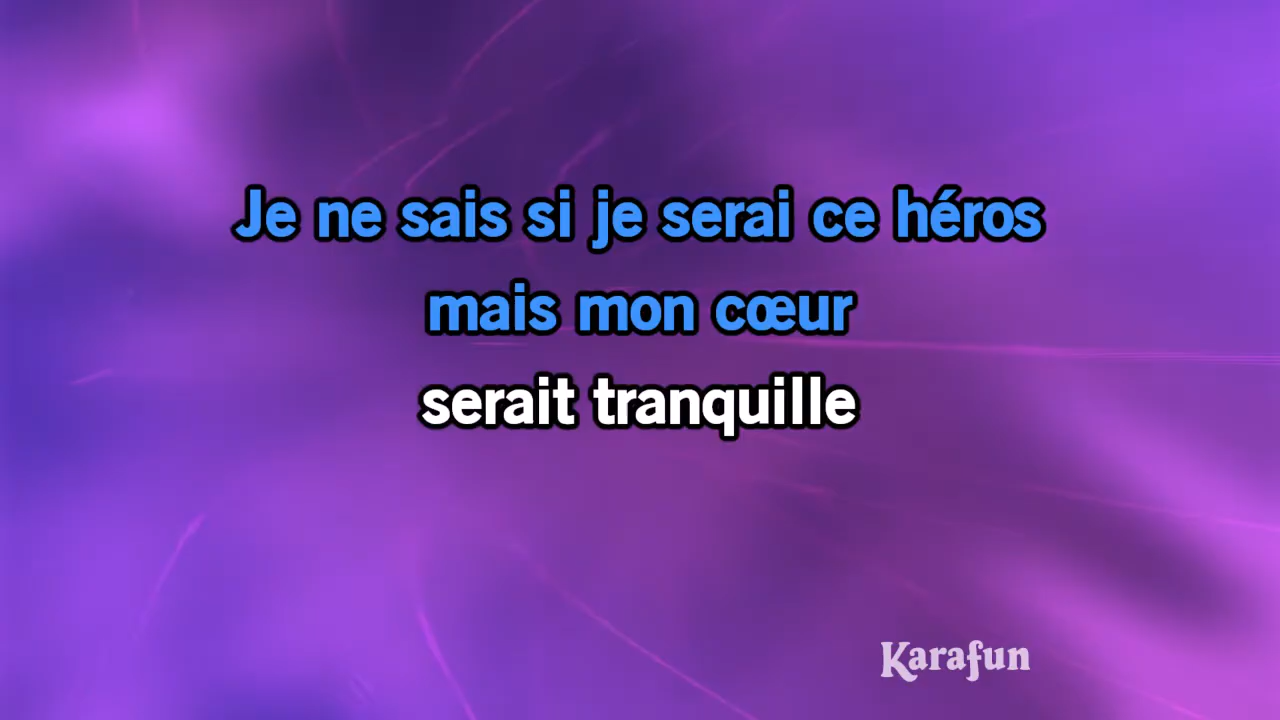 Je ne sais si je serai ce héros
mais mon cœur
serait tranquille
Karafun